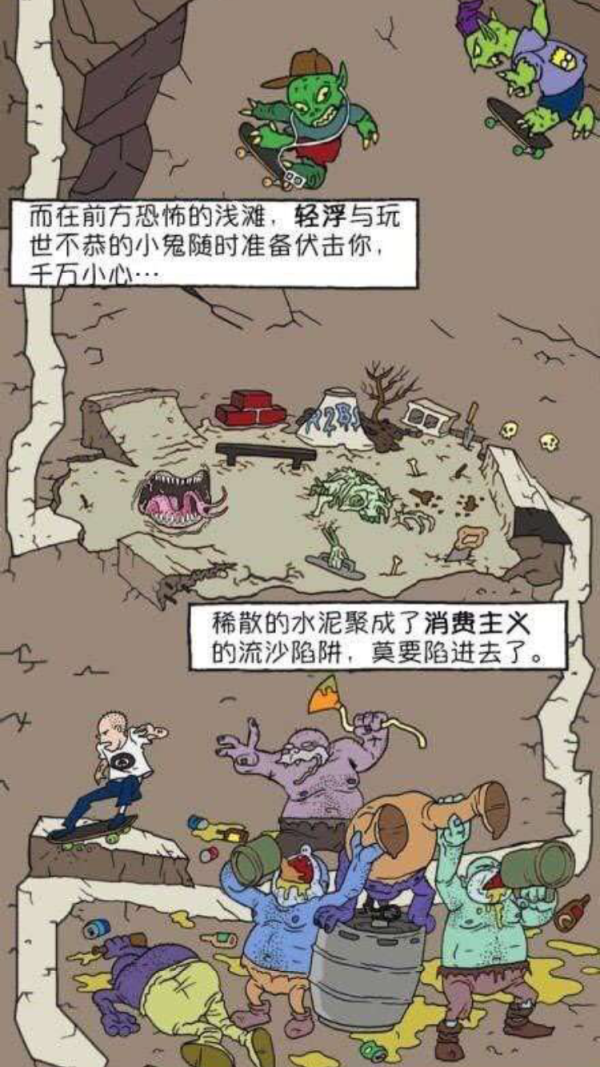 而在前方恐怖的浅滩，轻浮与玩
世不恭的小鬼随时准备伏击你，
千万小心…
R2BS
稀散的水泥聚成了消费主义
的流沙陷阱，莫要陷进去了。